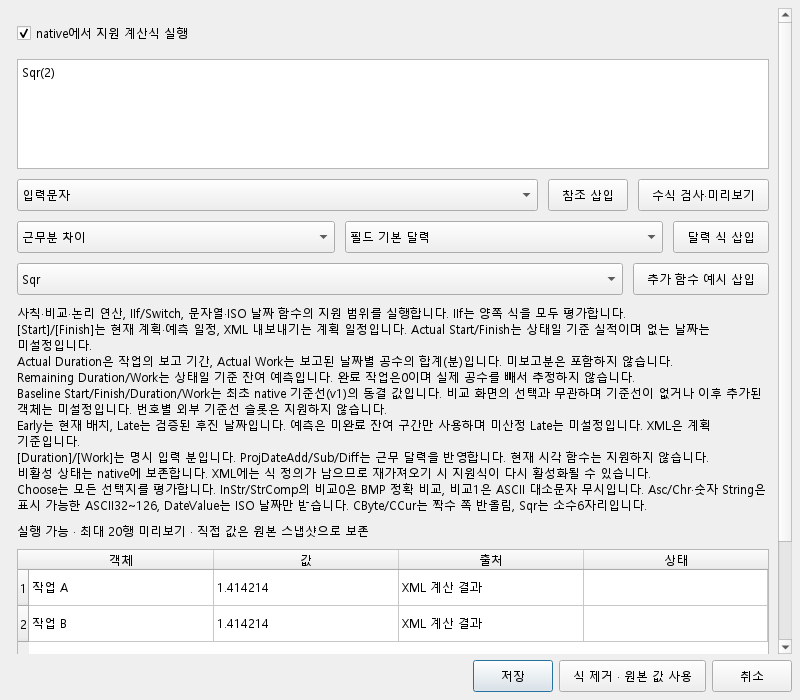 native에서 지원 계산식 실행
Sqr(2)
입력문자
참조 삽입
수식 검사·미리보기
근무분 차이
필드 기본 달력
달력 식 삽입
Sqr
추가 함수 예시 삽입
사칙·비교·논리 연산, IIf/Switch, 문자열·ISO 날짜 함수의 지원 범위를 실행합니다. IIf는 양쪽 식을 모두 평가합니다.
[Start]/[Finish]는 현재 계획·예측 일정, XML 내보내기는 계획 일정입니다. Actual Start/Finish는 상태일 기준 실적이며 없는 날짜는
미설정입니다.
Actual Duration은 작업의 보고 기간, Actual Work는 보고된 날짜별 공수의 합계(분)입니다. 미보고분은 포함하지 않습니다.
Remaining Duration/Work는 상태일 기준 잔여 예측입니다. 완료 작업은0이며 실제 공수를 빼서 추정하지 않습니다.
Baseline Start/Finish/Duration/Work는 최초 native 기준선(v1)의 동결 값입니다. 비교 화면의 선택과 무관하며 기준선이 없거나 이후 추가된
객체는 미설정입니다. 번호별 외부 기준선 슬롯은 지원하지 않습니다.
Early는 현재 배치, Late는 검증된 후진 날짜입니다. 예측은 미완료 잔여 구간만 사용하며 미산정 Late는 미설정입니다. XML은 계획
기준입니다.
[Duration]/[Work]는 명시 입력 분입니다. ProjDateAdd/Sub/Diff는 근무 달력을 반영합니다. 현재 시각 함수는 지원하지 않습니다.
비활성 상태는 native에 보존합니다. XML에는 식 정의가 남으므로 재가져오기 시 지원식이 다시 활성화될 수 있습니다.
Choose는 모든 선택지를 평가합니다. InStr/StrComp의 비교0은 BMP 정확 비교, 비교1은 ASCII 대소문자 무시입니다. Asc/Chr·숫자 String은
표시 가능한 ASCII32~126, DateValue는 ISO 날짜만 받습니다. CByte/CCur는 짝수 쪽 반올림, Sqr는 소수6자리입니다.
실행 가능 · 최대 20행 미리보기 · 직접 값은 원본 스냅샷으로 보존
객체 값 출처 상태
1 작업 A 1.414214 XML 계산 결과
2 작업 B 1.414214 XML 계산 결과
저장
식 제거 · 원본 값 사용
취소